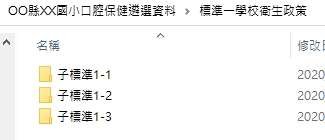 OO縣XX國小口腔保健遴選資料 > 標準一學校衛生政策
名稱 修改日
子標準1-1 2020
子標準1-2 2020
子標準1-3 2020